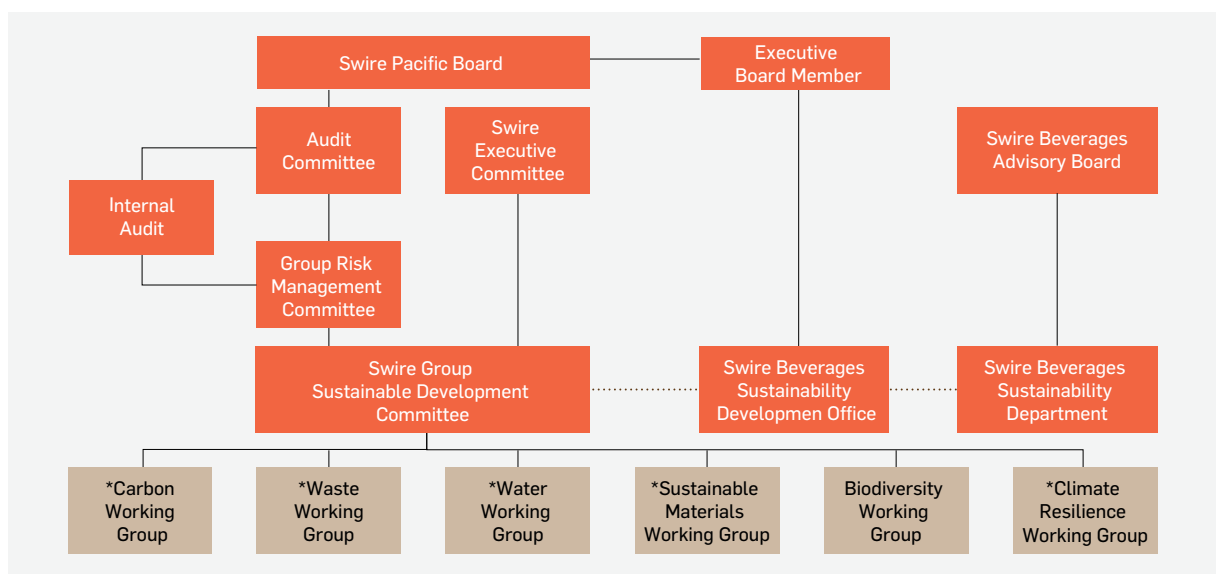 Swire Pacific Board
Executive
Board Member
Audit
Committee
Swire
Executive
Committee
Swire Beverages
Advisory Board
Internal
Audit
Group Risk
Management
Committee
Swire Group
Sustainable Development
Committee
Swire Beverages
Sustainability
Developmen Office
Swire Beverages
Sustainability
Department
*Carbon
Working
Group
*Waste
Working
Group
*Water
Working
Group
*Sustainable
Materials
Working Group
Biodiversity
Working
Group
*Climate
Resilience
Working Group